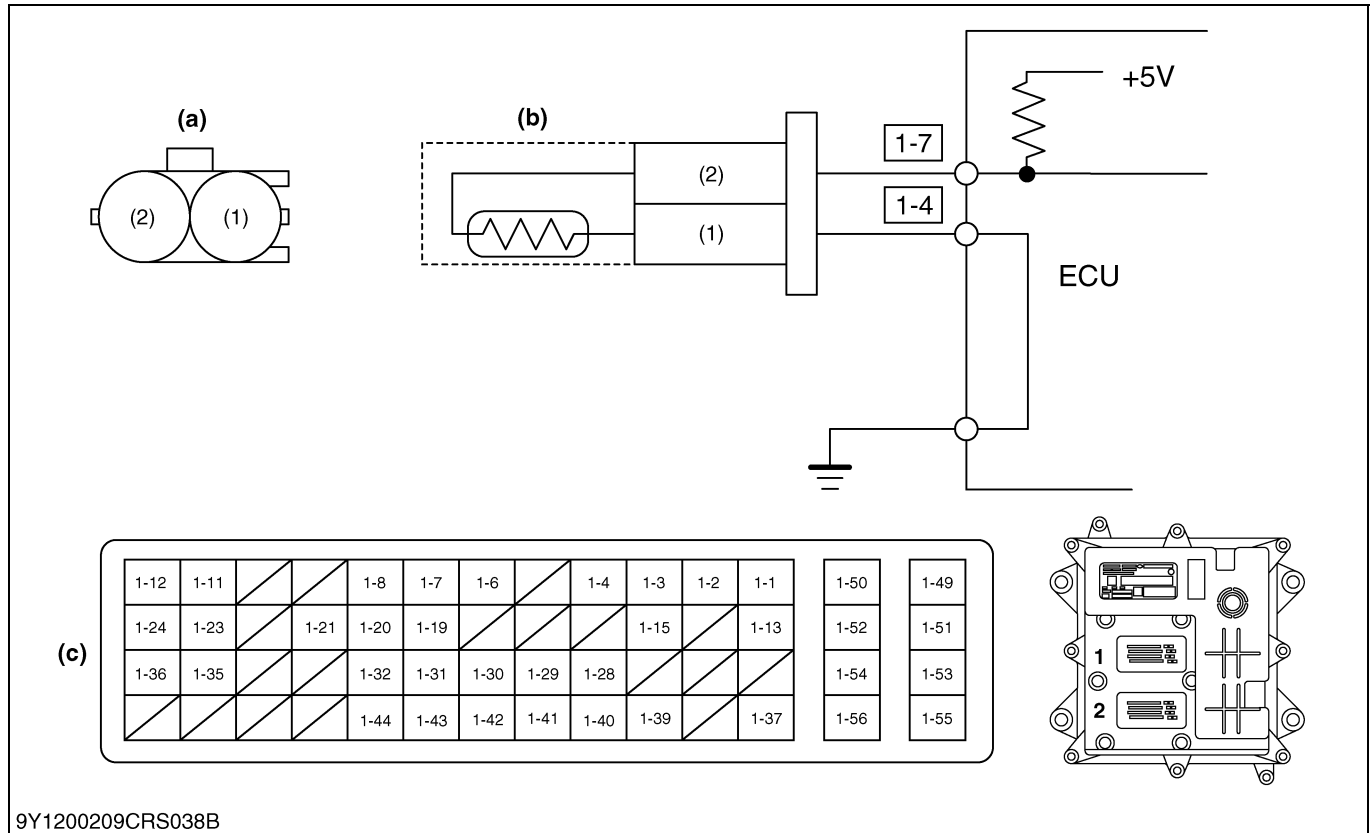 (a)
(2) (1)
(b)
(2)
(1)
1-7
1-4
+5V
ECU
(c)
1-12 1-11 1-8 1-7 1-6 1-4 1-3 1-2 1-1 1-50 1-49
1-24 1-23 1-21 1-20 1-19 1-15 1-13 1-52 1-51
1-36 1-35 1-32 1-31 1-30 1-29 1-28 1-54 1-53
1-44 1-43 1-42 1-41 1-40 1-39 1-37 1-56 1-55
1
2
9Y1200209CRS038B